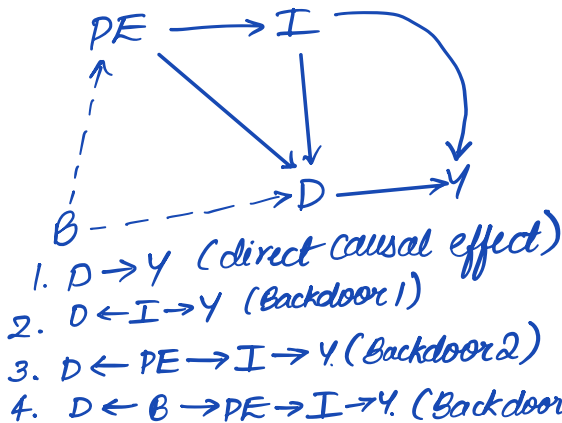 PE → I
D → Y
B
1. D → Y (direct causal effect)
2. D ← I → Y (Backdoor 1)
3. D ← PE → I → Y. (Backdoor 2)
4. D ← B → PE → I → Y. (Backdoor